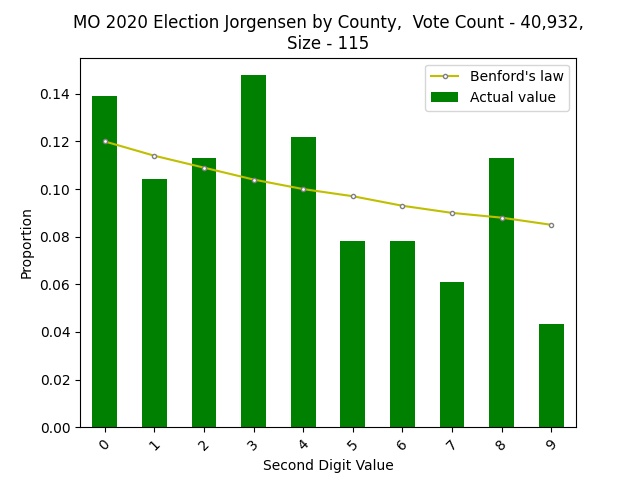 MO 2020 Election Jorgensen by County,  Vote Count - 40,932,
Size - 115
Benford's law
Actual value
0.14
0.12
0.10
0.08
0.06
0.04
0.02
0.00
Proportion
0 1 2 3 4 5 6 7 8 9
Second Digit Value